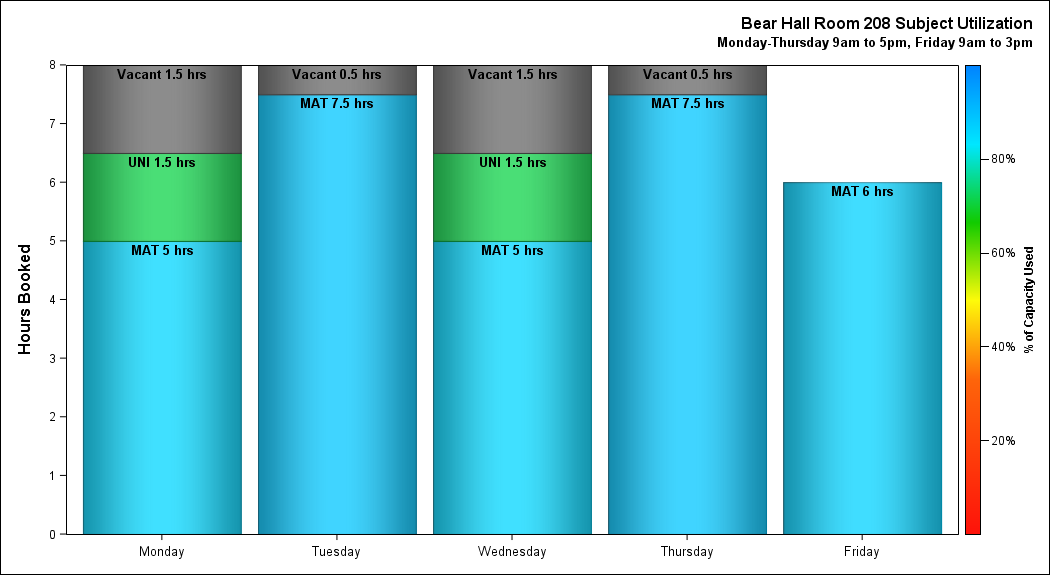 Bear Hall Room 208 Subject Utilization
Monday-Thursday 9am to 5pm, Friday 9am to 3pm
Hours Booked
8
7
6
5
4
3
2
1
0
Vacant 1.5 hrs
UNI 1.5 hrs
MAT 5 hrs
Vacant 0.5 hrs
MAT 7.5 hrs
Vacant 1.5 hrs
UNI 1.5 hrs
MAT 5 hrs
Vacant 0.5 hrs
MAT 7.5 hrs
MAT 6 hrs
Monday
Tuesday
Wednesday
Thursday
Friday
80%
60%
40%
20%
% of Capacity Used